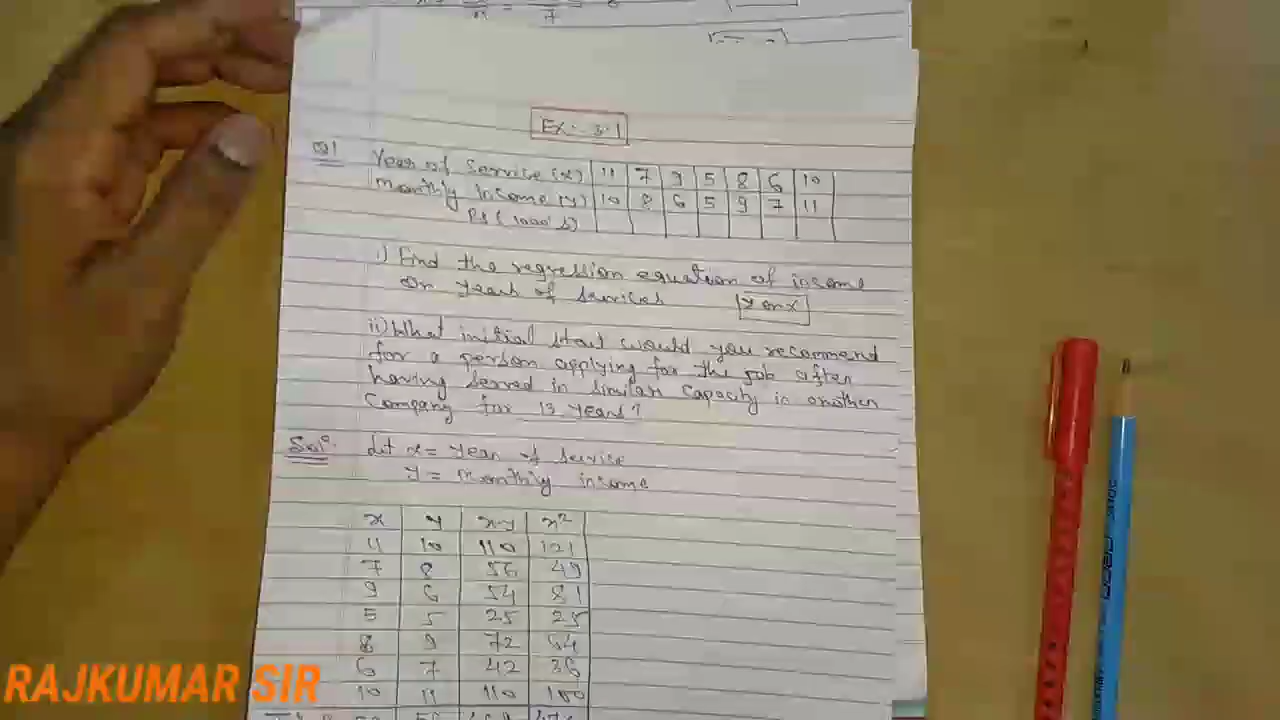 Ex:- 3.1
Q1 Year of Service (x) 11 7 9 5 8 6 10
monthly Income (y) 10 8 6 5 9 7 11
Rs (1000's)
i) Find the regression equation of income
on years of services Y on X
ii) What initial start would you recommend
for a person applying for the job after
having served in similar capacity in another
Company for 13 years?
Solⁿ. Let x = Year of service
y = monthly income
x y xy x²
11 10 110 121
7 8 56 49
9 6 54 81
5 5 25 25
8 9 72 64
6 7 42 36
10 11 110 100
RAJKUMAR SIR